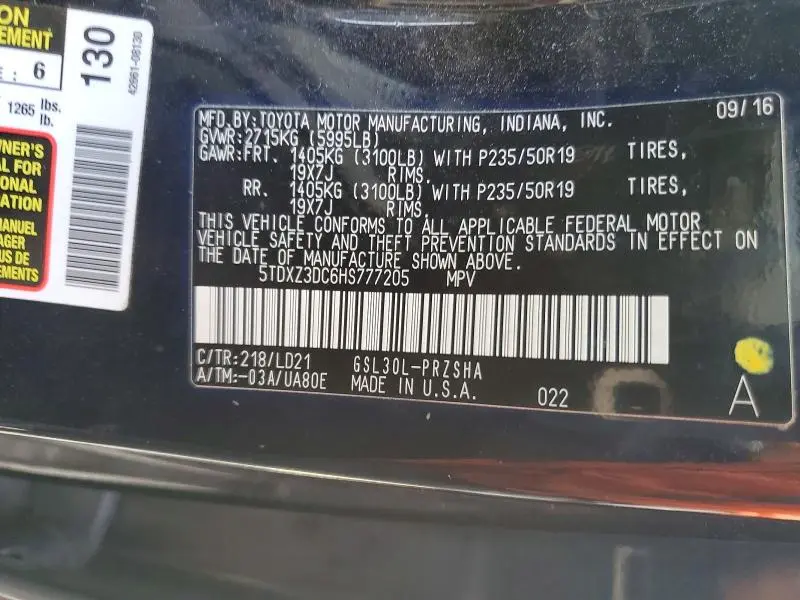 ON
EMENT
E : 6
1265 lbs.
lb.
130
42661-08130
WNER'S
AL FOR
IONAL
ATION
MANUEL
AGER
US DE
EMENTS
MFD.BY:TOYOTA MOTOR MANUFACTURING, INDIANA, INC. 09/16
GVWR:2715KG (5995LB)
GAWR:FRT. 1405KG (3100LB) WITH P235/50R19 TIRES,
19X7J RIMS,
RR. 1405KG (3100LB) WITH P235/50R19 TIRES,
19X7J RIMS.
THIS VEHICLE CONFORMS TO ALL APPLICABLE FEDERAL MOTOR
VEHICLE SAFETY AND THEFT PREVENTION STANDARDS IN EFFECT ON
THE DATE OF MANUFACTURE SHOWN ABOVE.
5TDXZ3DC6HS777205 MPV
C/TR:218/LD21 GSL30L-PRZSHA
A/TM:-03A/UA80E MADE IN U.S.A. 022
A